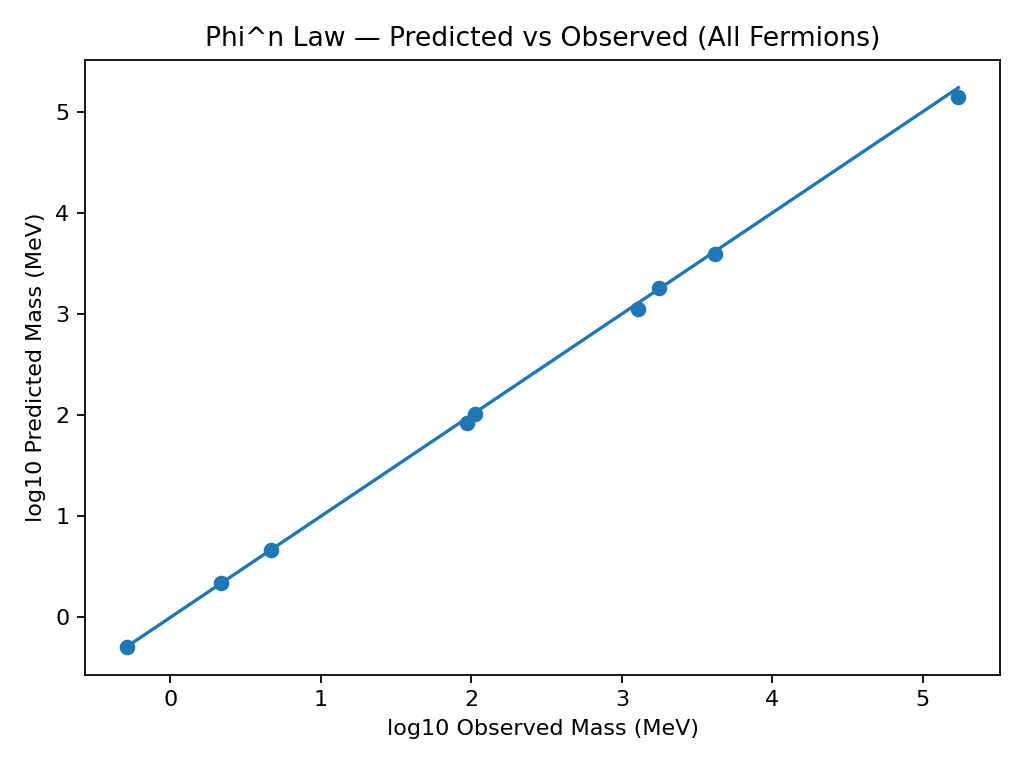 Phi^n Law — Predicted vs Observed (All Fermions)
log10 Predicted Mass (MeV)
5
4
3
2
1
0
0 1 2 3 4 5
log10 Observed Mass (MeV)